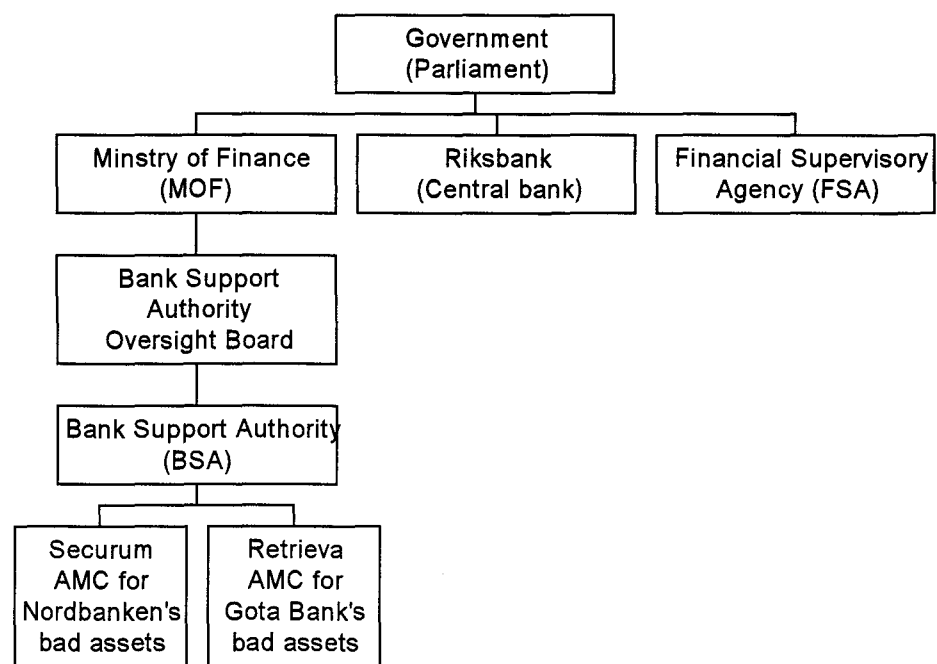 Government
(Parliament)
Minstry of Finance
(MOF)
Riksbank
(Central bank)
Financial Supervisory
Agency (FSA)
Bank Support
Authority
Oversight Board
Bank Support Authority
(BSA)
Securum
AMC for
Nordbanken's
bad assets
Retrieva
AMC for
Gota Bank's
bad assets